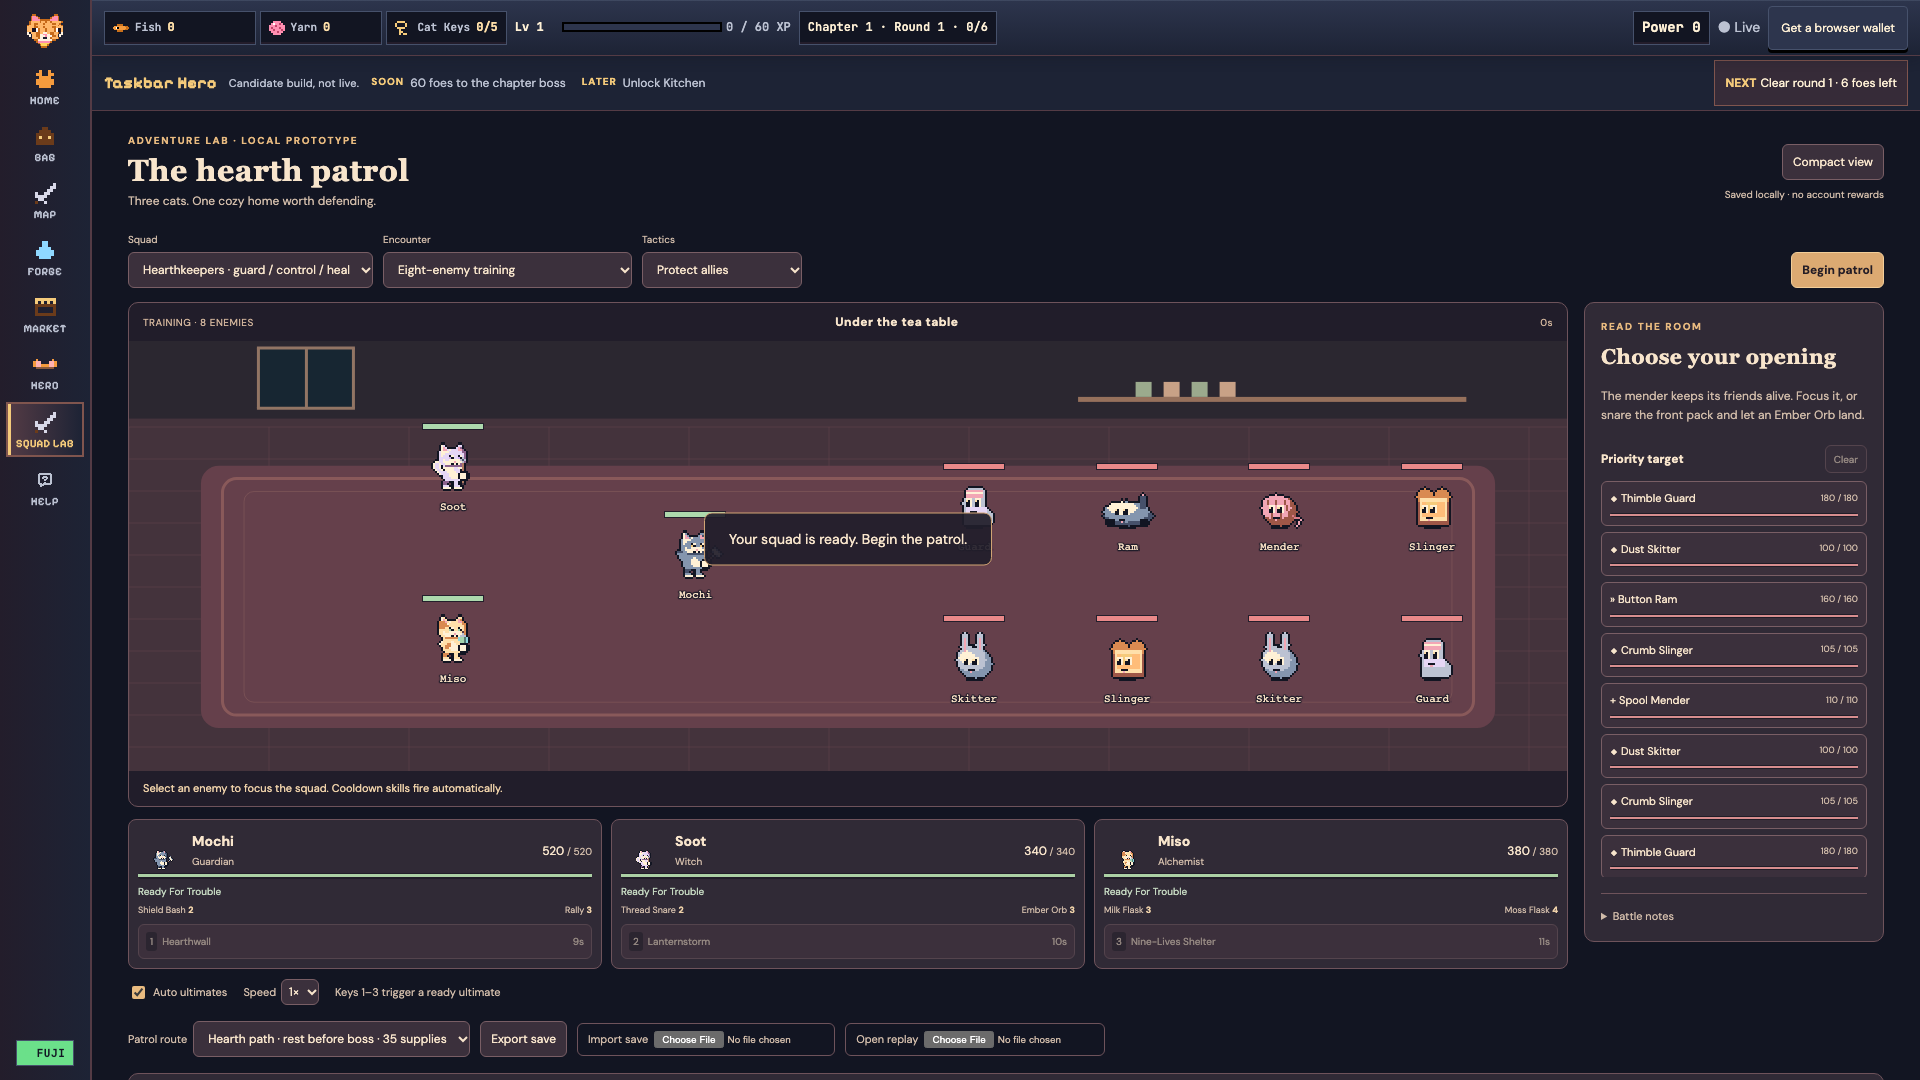 Fish 0
Yarn 0
Cat Keys 0/5
Lv 1
0 / 60 XP
Chapter 1 · Round 1 · 0/6
Power 0
Live
Get a browser wallet
Taskbar Hero
Candidate build, not live.
SOON 60 foes to the chapter boss
LATER Unlock Kitchen
NEXT Clear round 1 · 6 foes left
HOME
BAG
MAP
FORGE
MARKET
HERO
SQUAD LAB
HELP
FUJI
ADVENTURE LAB · LOCAL PROTOTYPE
The hearth patrol
Three cats. One cozy home worth defending.
Compact view
Saved locally · no account rewards
Squad
Hearthkeepers · guard / control / heal
Encounter
Eight-enemy training
Tactics
Protect allies
Begin patrol
TRAINING · 8 ENEMIES
Under the tea table
0s
Soot
Mochi
Miso
Your squad is ready. Begin the patrol.
Guard
Ram
Mender
Slinger
Skitter
Slinger
Skitter
Guard
Select an enemy to focus the squad. Cooldown skills fire automatically.
READ THE ROOM
Choose your opening
The mender keeps its friends alive. Focus it, or
snare the front pack and let an Ember Orb land.
Priority target
Clear
◆ Thimble Guard 180 / 180
◆ Dust Skitter 100 / 100
» Button Ram 160 / 160
◆ Crumb Slinger 105 / 105
+ Spool Mender 110 / 110
◆ Dust Skitter 100 / 100
◆ Crumb Slinger 105 / 105
◆ Thimble Guard 180 / 180
▶ Battle notes
Mochi
Guardian
520 / 520
Ready For Trouble
Shield Bash 2
Rally 3
1 Hearthwall 9s
Soot
Witch
340 / 340
Ready For Trouble
Thread Snare 2
Ember Orb 3
2 Lanternstorm 10s
Miso
Alchemist
380 / 380
Ready For Trouble
Milk Flask 3
Moss Flask 4
3 Nine-Lives Shelter 11s
Auto ultimates
Speed 1×
Keys 1–3 trigger a ready ultimate
Patrol route
Hearth path · rest before boss · 35 supplies
Export save
Import save Choose File No file chosen
Open replay Choose File No file chosen